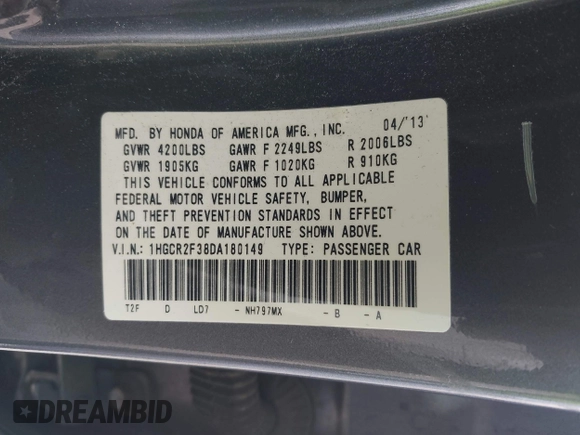 MFD. BY HONDA OF AMERICA MFG., INC. 04/'13
GVWR 4200LBS GAWR F 2249LBS R 2006LBS
GVWR 1905KG GAWR F 1020KG R 910KG
THIS VEHICLE CONFORMS TO ALL APPLICABLE
FEDERAL MOTOR VEHICLE SAFETY, BUMPER,
AND THEFT PREVENTION STANDARDS IN EFFECT
ON THE DATE OF MANUFACTURE SHOWN ABOVE.
V.I.N.: 1HGCR2F38DA180149 TYPE: PASSENGER CAR
T2F D LD7 - NH797MX - B - A
DREAMBID